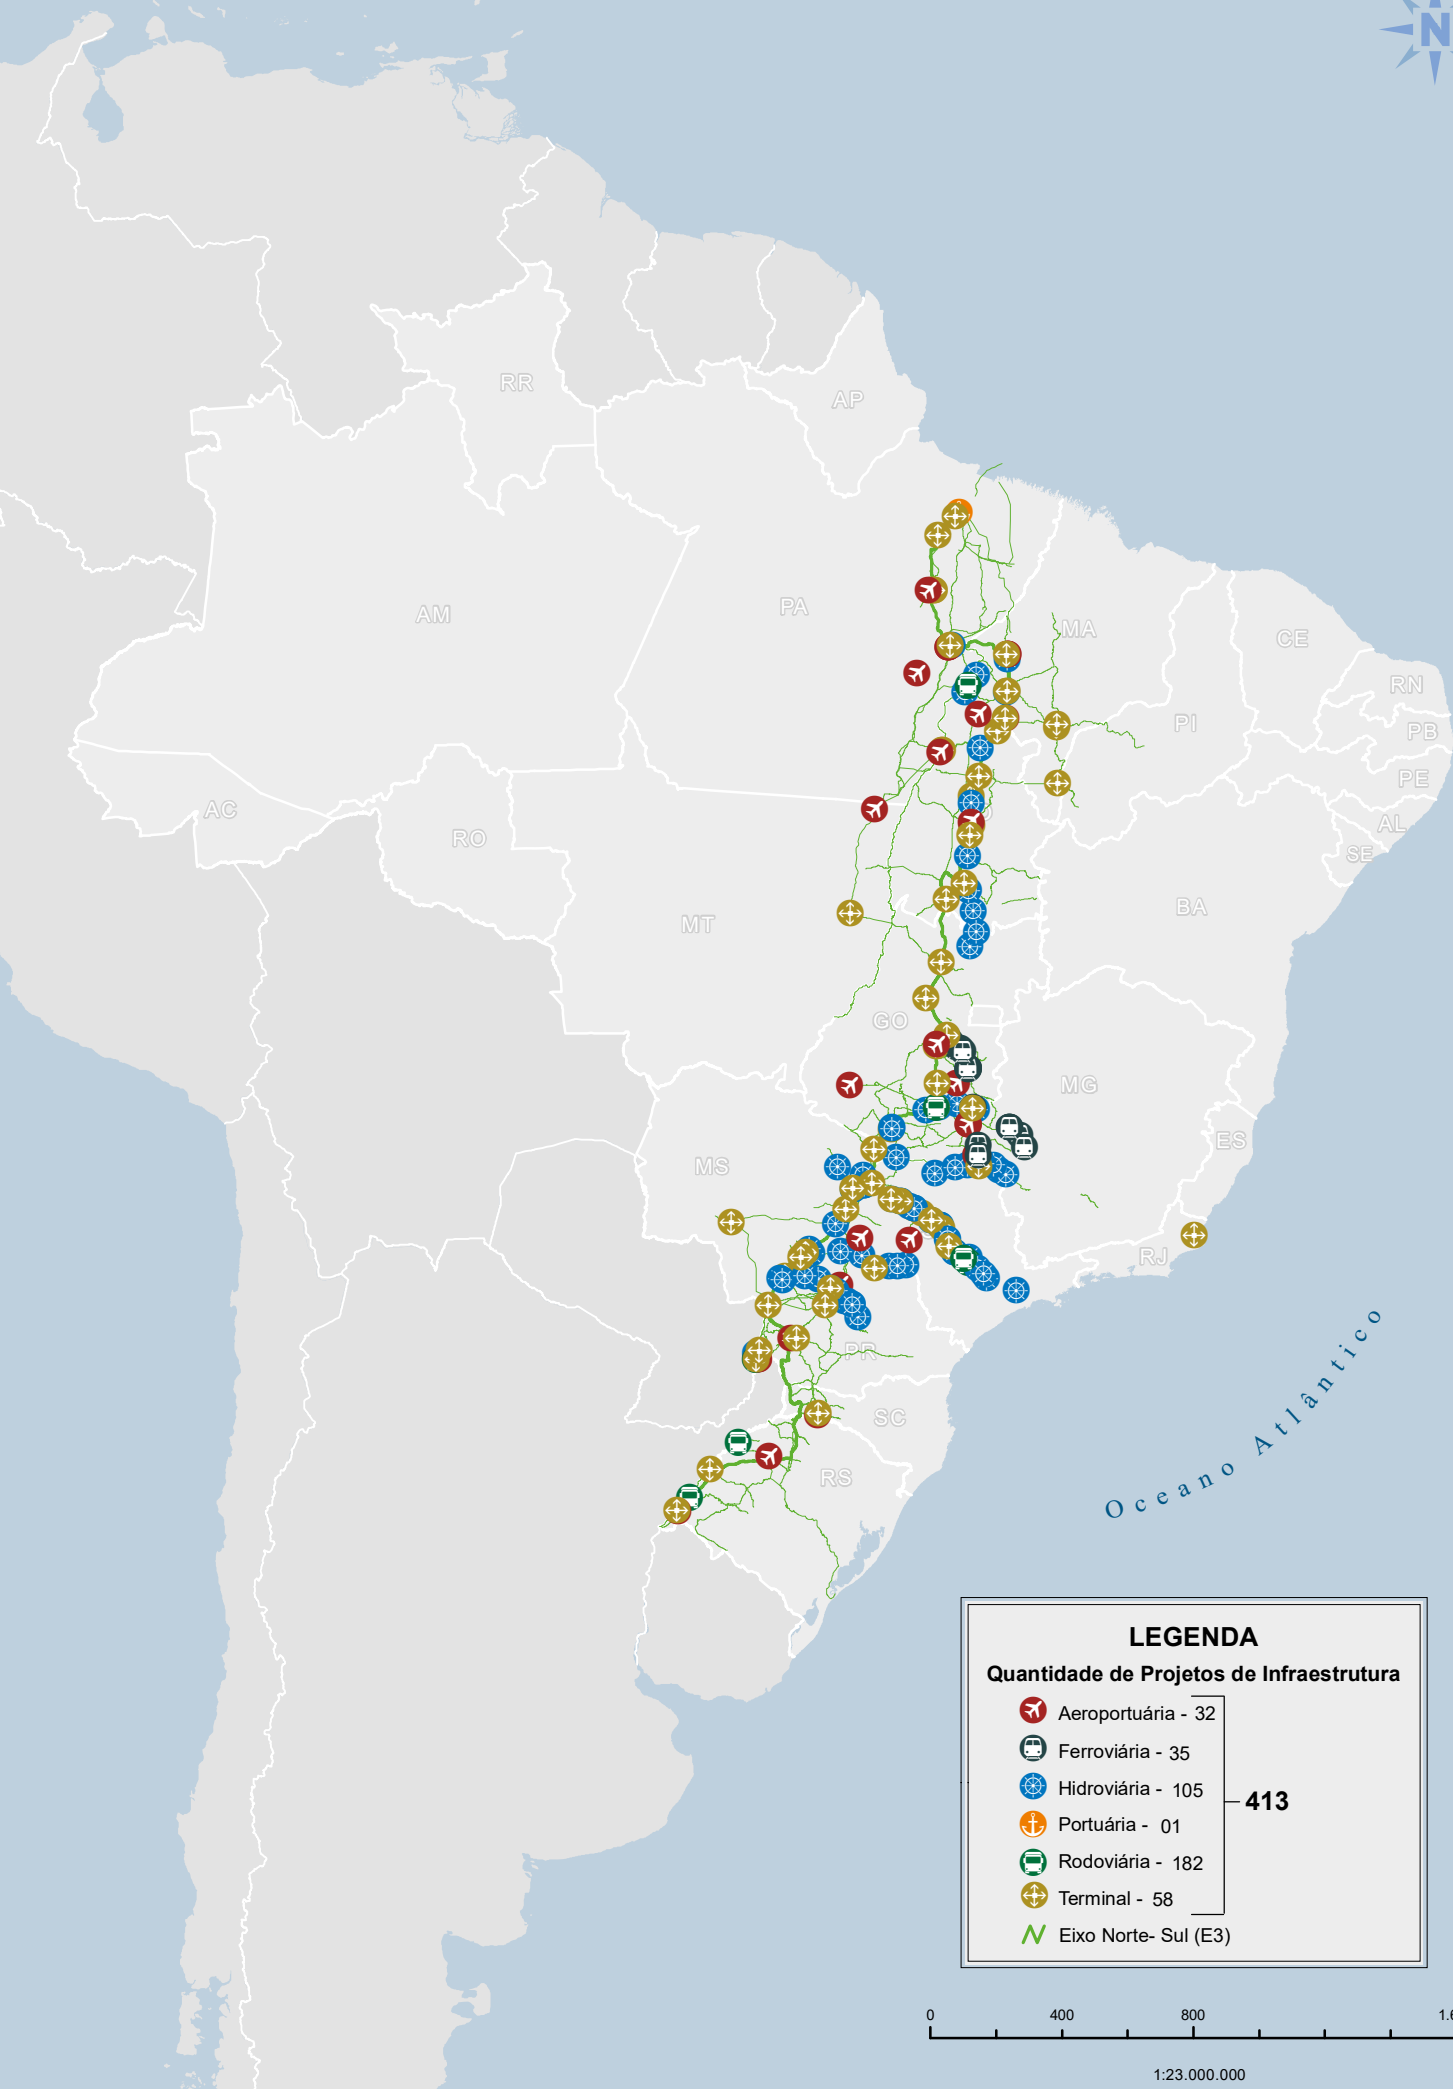 N
RR
AP
AM
PA
MA
CE
RN
PB
PI
PE
AC
AL
RO
SE
BA
MT
GO
MG
ES
MS
RJ
PR
SC
RS
Oceano Atlântico
LEGENDA
Quantidade de Projetos de Infraestrutura
Aeroportuária - 32
Ferroviária - 35
Hidroviária - 105
413
Portuária - 01
Rodoviária - 182
Terminal - 58
Eixo Norte- Sul (E3)
0 400 800
1:23.000.000